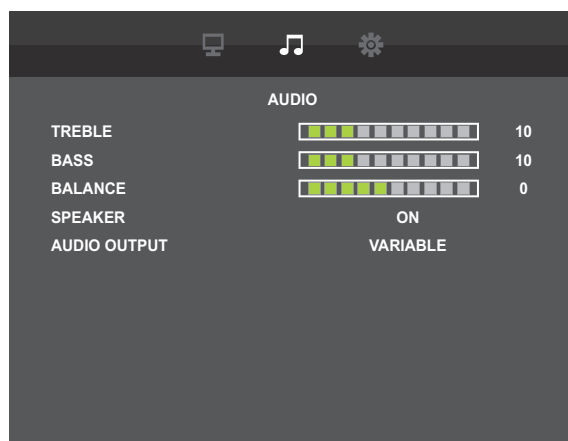 AUDIO
TREBLE 10
BASS 10
BALANCE 0
SPEAKER ON
AUDIO OUTPUT VARIABLE